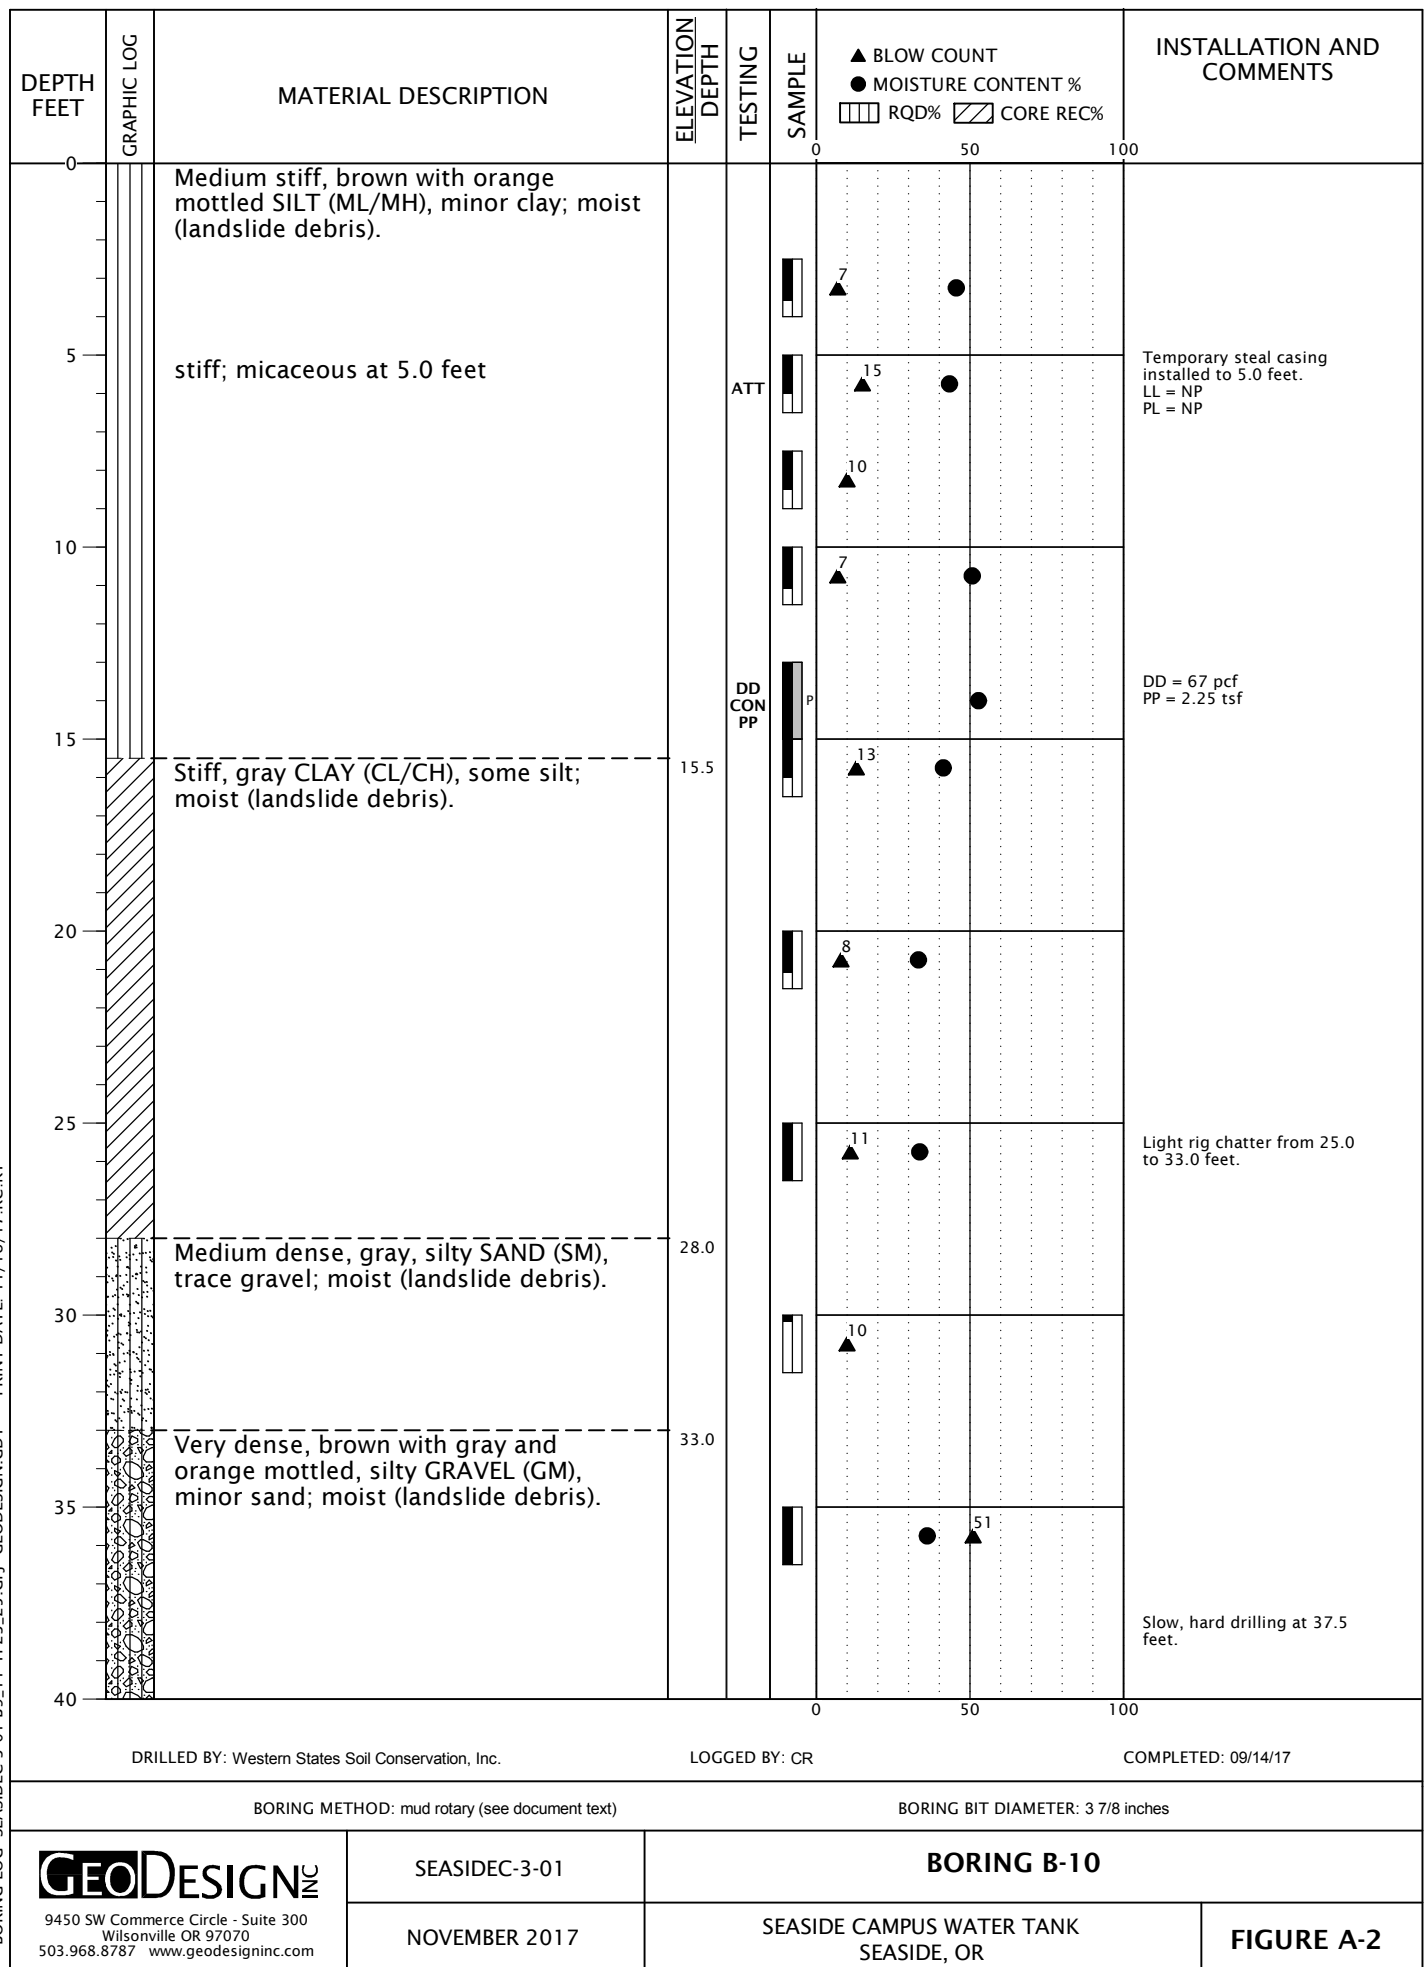 DEPTH
FEET
GRAPHIC LOG
MATERIAL DESCRIPTION
ELEVATION
DEPTH
TESTING
SAMPLE
▲ BLOW COUNT
● MOISTURE CONTENT %
RQD% CORE REC%
INSTALLATION AND
COMMENTS
0 50 100
0
Medium stiff, brown with orange
mottled SILT (ML/MH), minor clay; moist
(landslide debris).
7
5
stiff; micaceous at 5.0 feet
ATT
15
Temporary steal casing
installed to 5.0 feet.
LL = NP
PL = NP
10
10
7
DD
CON
PP
P
DD = 67 pcf
PP = 2.25 tsf
15
Stiff, gray CLAY (CL/CH), some silt;
moist (landslide debris).
15.5
13
20
8
25
11
Light rig chatter from 25.0
to 33.0 feet.
Medium dense, gray, silty SAND (SM),
trace gravel; moist (landslide debris).
28.0
30
10
Very dense, brown with gray and
orange mottled, silty GRAVEL (GM),
minor sand; moist (landslide debris).
33.0
35
51
Slow, hard drilling at 37.5
feet.
40
0 50 100
DRILLED BY: Western States Soil Conservation, Inc.
LOGGED BY: CR
COMPLETED: 09/14/17
BORING METHOD: mud rotary (see document text)
BORING BIT DIAMETER: 3 7/8 inches
GEODESIGN INC
9450 SW Commerce Circle - Suite 300
Wilsonville OR 97070
503.968.8787 www.geodesigninc.com
SEASIDEC-3-01
NOVEMBER 2017
BORING B-10
SEASIDE CAMPUS WATER TANK
SEASIDE, OR
FIGURE A-2